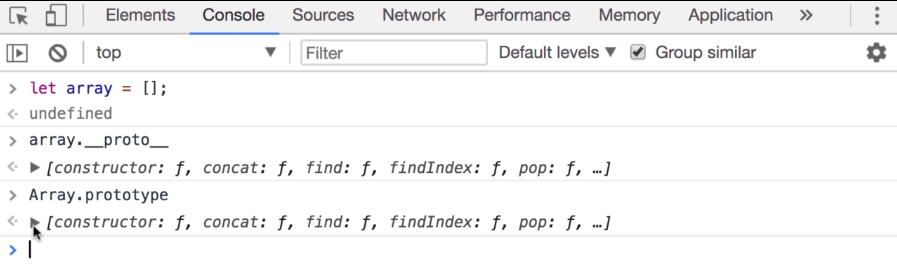 Elements Console Sources Network Performance Memory Application »
top Filter Default levels ▼ Group similar
> let array = [];
<· undefined
> array.__proto__
<· ▶ [constructor: ƒ, concat: ƒ, find: ƒ, findIndex: ƒ, pop: ƒ, …]
> Array.prototype
<· ▶ [constructor: ƒ, concat: ƒ, find: ƒ, findIndex: ƒ, pop: ƒ, …]
>